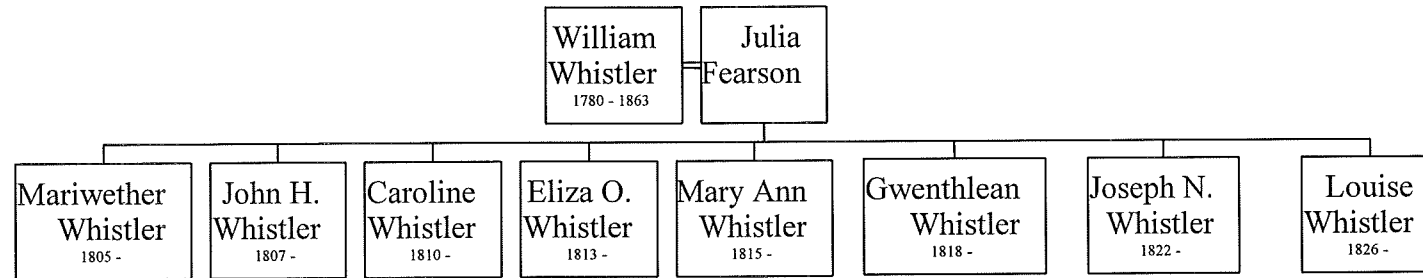 William
Whistler
1780 - 1863
Julia
Fearson
Mariwether
Whistler
1805 -
John H.
Whistler
1807 -
Caroline
Whistler
1810 -
Eliza O.
Whistler
1813 -
Mary Ann
Whistler
1815 -
Gwenthlean
Whistler
1818 -
Joseph N.
Whistler
1822 -
Louise
Whistler
1826 -